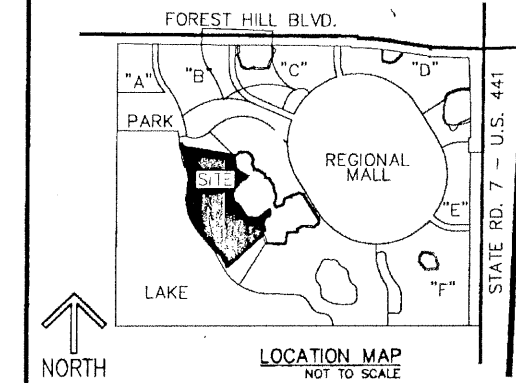 FOREST HILL BLVD.
"A"
"B"
"C"
"D"
PARK
REGIONAL
MALL
SITE
"E"
STATE RD. 7 - U.S. 441
"F"
LAKE
NORTH
LOCATION MAP
NOT TO SCALE